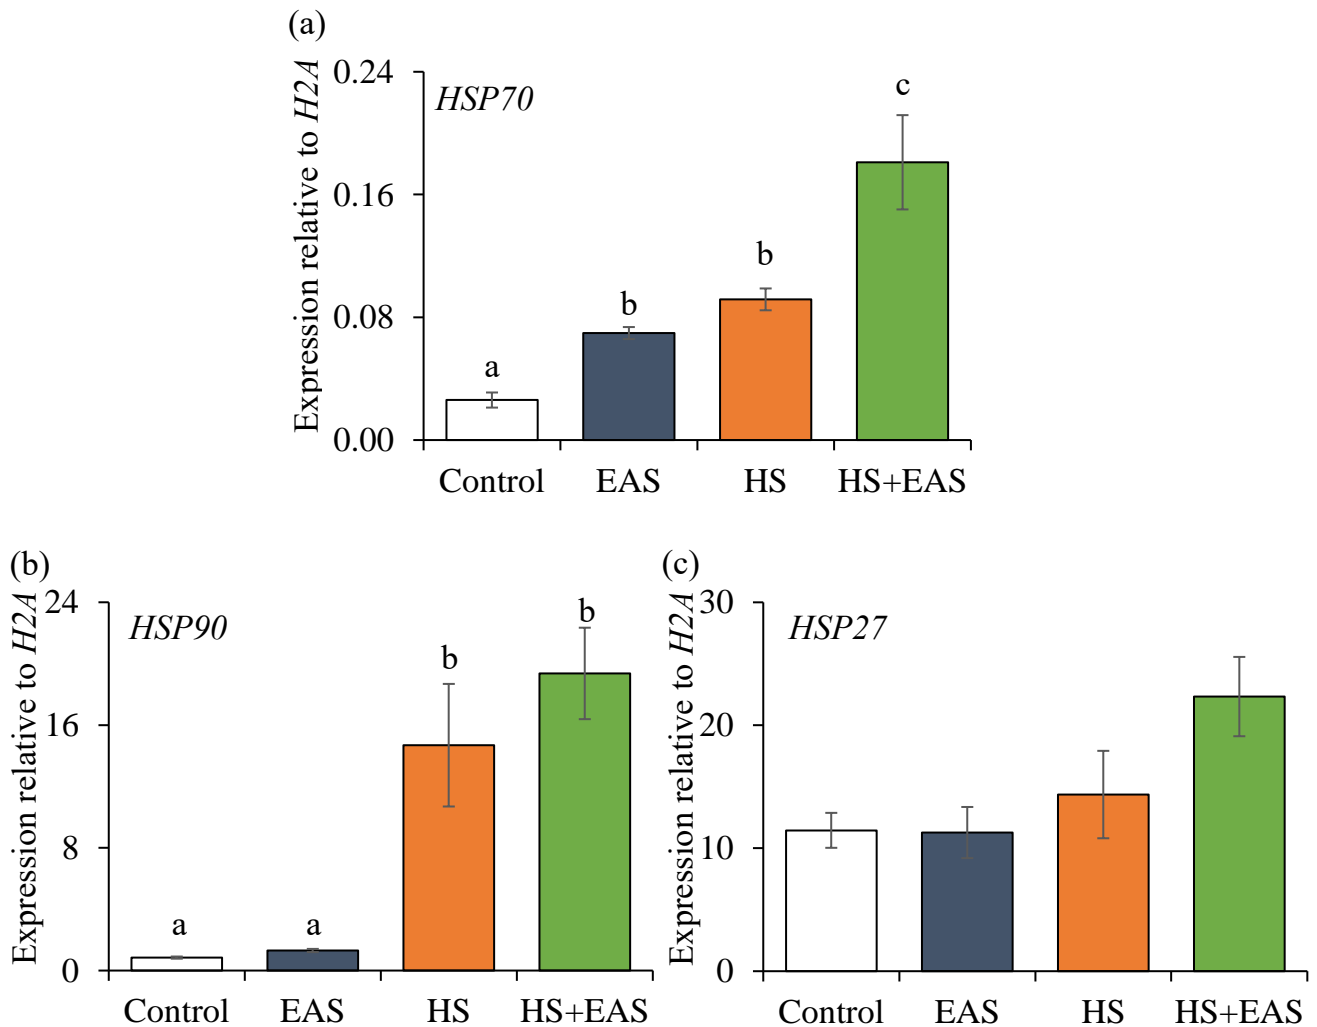 (a)
Expression relative to H2A
0.24
0.16
0.08
0.00
HSP70
a
b
b
c
Control EAS HS HS+EAS
(b)
Expression relative to H2A
24
16
8
0
HSP90
a
a
b
b
Control EAS HS HS+EAS
(c)
Expression relative to H2A
30
20
10
0
HSP27
Control EAS HS HS+EAS